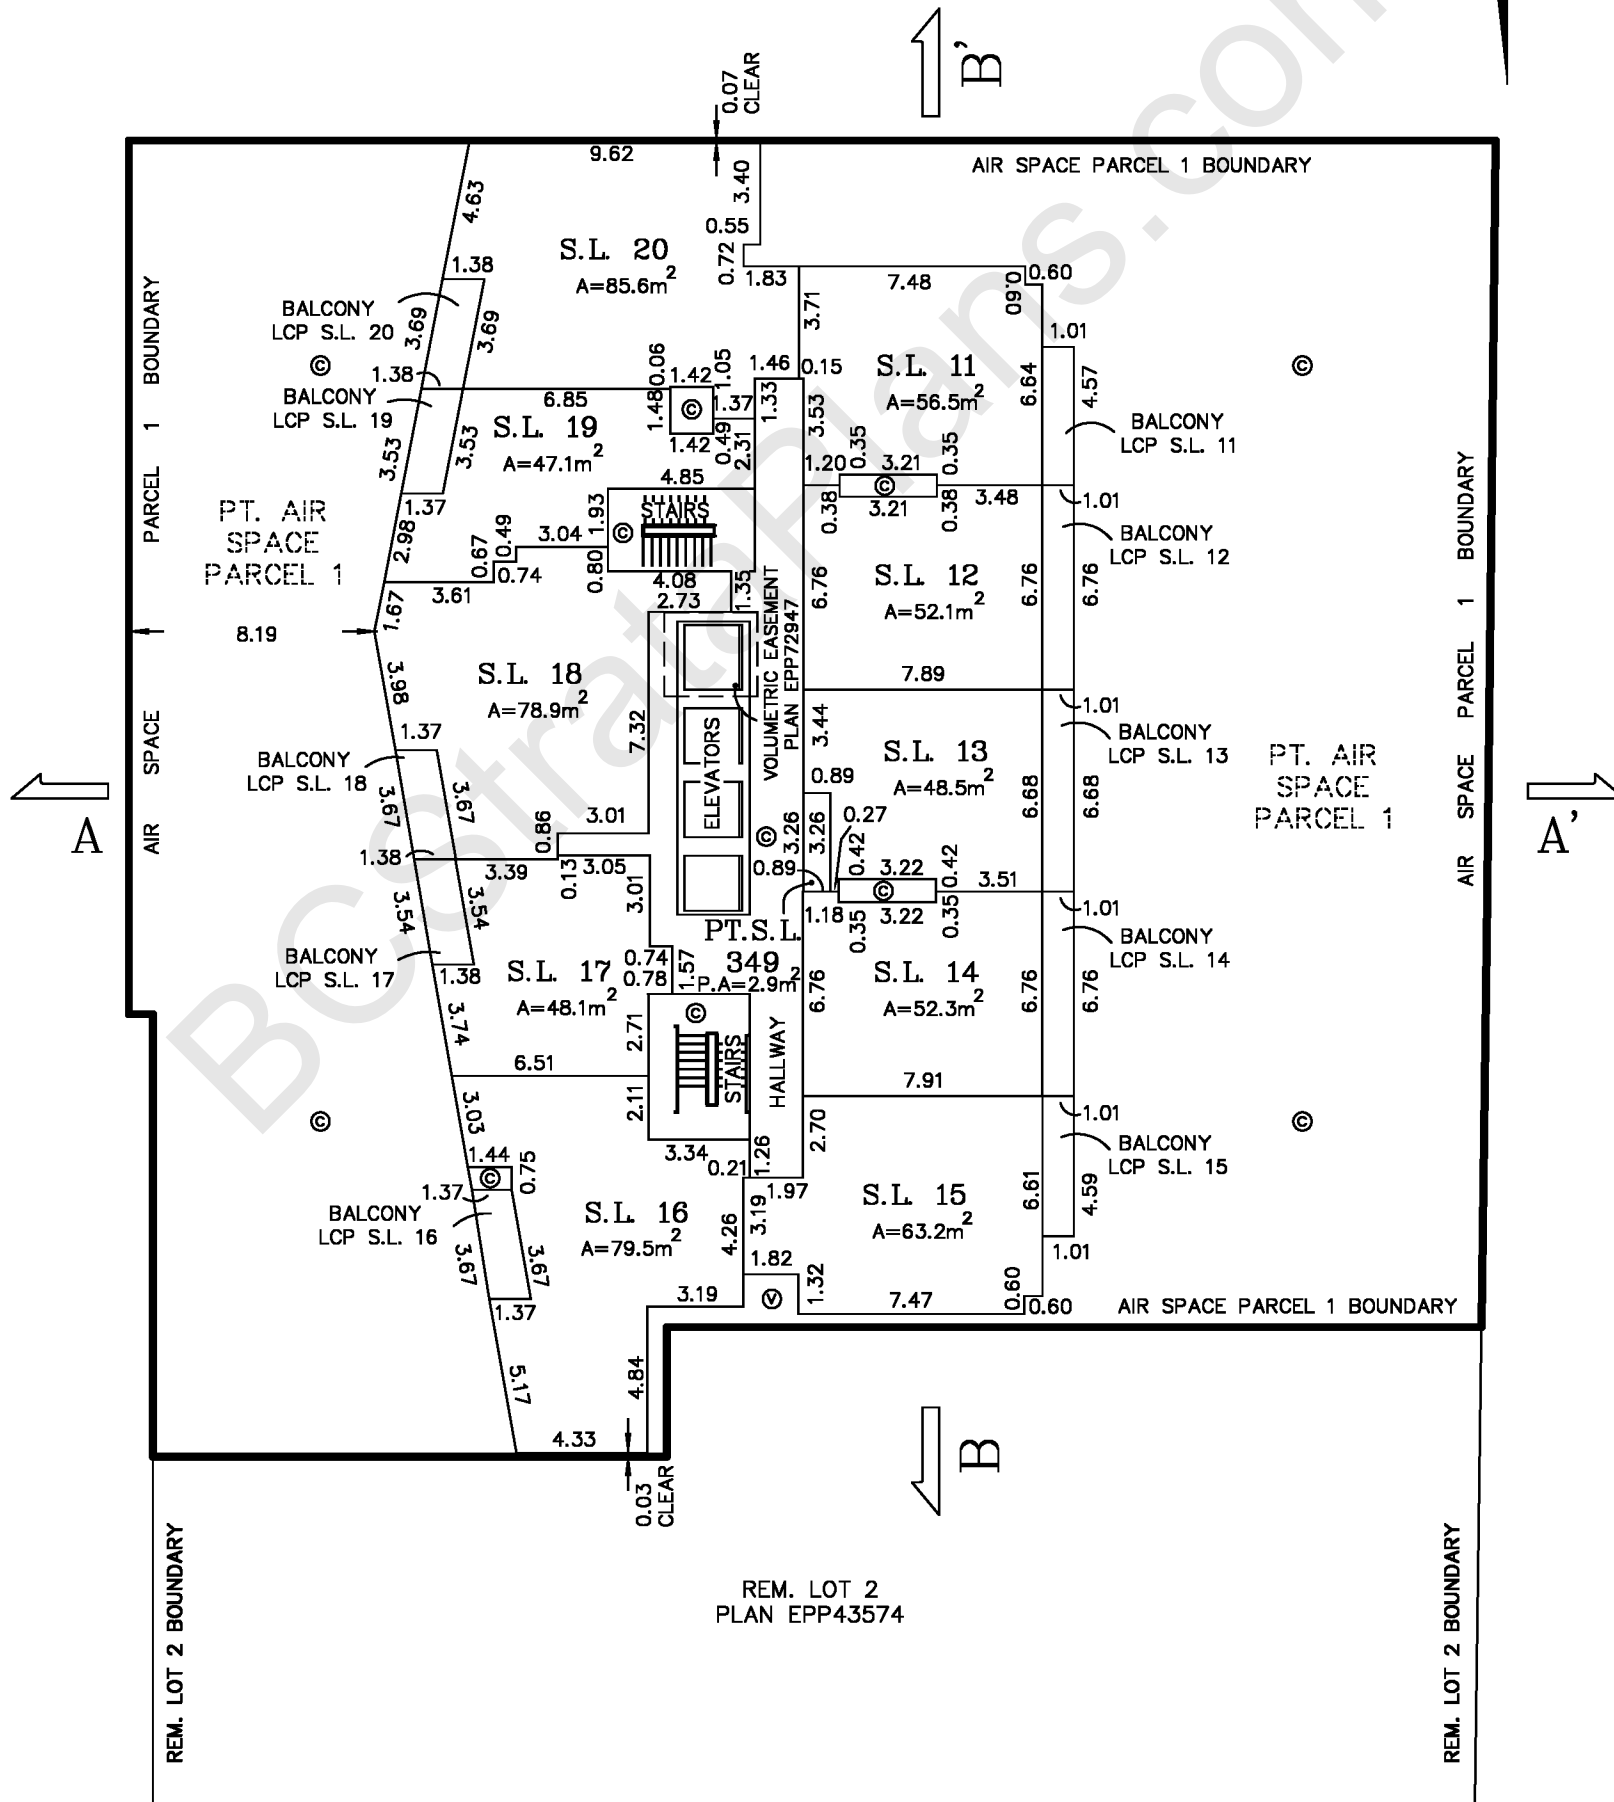 BCStrataPlans.com
B'
0.07
CLEAR
9.62
3.40
AIR SPACE PARCEL 1 BOUNDARY
4.63
0.55
S.L. 20
A=85.6m²
0.72
1.83
7.48
0.60
0.60
1.38
BALCONY
LCP S.L. 20
3.69
3.69
3.71
1.01
©
©
1.38
0.06
1.42
1.05
1.46
0.15
S.L. 11
A=56.5m²
6.64
4.57
BALCONY
LCP S.L. 19
6.85
1.48
©
1.37
1.33
3.53
BALCONY
LCP S.L. 11
S.L. 19
A=47.1m²
1.42
0.49
2.31
3.53
3.53
0.35
0.35
1.20
3.21
©
3.21
0.38
0.38
3.48
1.01
1.37
4.85
STAIRS
©
1.93
PT. AIR
SPACE
PARCEL 1
2.98
0.67
0.49
3.04
0.74
0.80
BALCONY
LCP S.L. 12
S.L. 12
A=52.1m²
3.61
4.08
2.73
1.35
6.76
6.76
6.76
1.67
8.19
VOLUMETRIC EASEMENT
PLAN EPP72947
3.98
S.L. 18
A=78.9m²
7.89
1.01
BALCONY
LCP S.L. 13
1.37
BALCONY
LCP S.L. 18
7.32
ELEVATORS
3.44
S.L. 13
A=48.5m²
PT. AIR
SPACE
PARCEL 1
3.67
3.67
6.68
6.68
A
A'
0.89
0.27
0.86
3.01
©
3.26
3.26
0.42
0.42
1.38
3.39
0.13
3.05
0.89
3.22
©
3.22
3.51
1.01
3.54
3.54
3.01
1.18
0.35
0.35
BALCONY
LCP S.L. 14
PT.S.L.
349
P.A=2.9m²
BALCONY
LCP S.L. 17
1.38
S.L. 17
A=48.1m²
0.74
0.78
1.57
S.L. 14
A=52.3m²
6.76
6.76
6.76
3.74
©
2.71
STAIRS
HALLWAY
6.51
7.91
1.01
©
3.03
2.11
2.70
BALCONY
LCP S.L. 15
©
1.44
0.75
©
3.34
0.21
1.26
1.37
1.97
BALCONY
LCP S.L. 16
S.L. 16
A=79.5m²
S.L. 15
A=63.2m²
6.61
4.59
4.26
3.19
3.67
3.67
1.01
1.82
1.37
3.19
Ⓥ
1.32
7.47
0.60
0.60
AIR SPACE PARCEL 1 BOUNDARY
5.17
4.84
4.33
0.03
CLEAR
B
AIR SPACE PARCEL 1 BOUNDARY
AIR SPACE PARCEL 1 BOUNDARY
REM. LOT 2
PLAN EPP43574
REM. LOT 2 BOUNDARY
REM. LOT 2 BOUNDARY